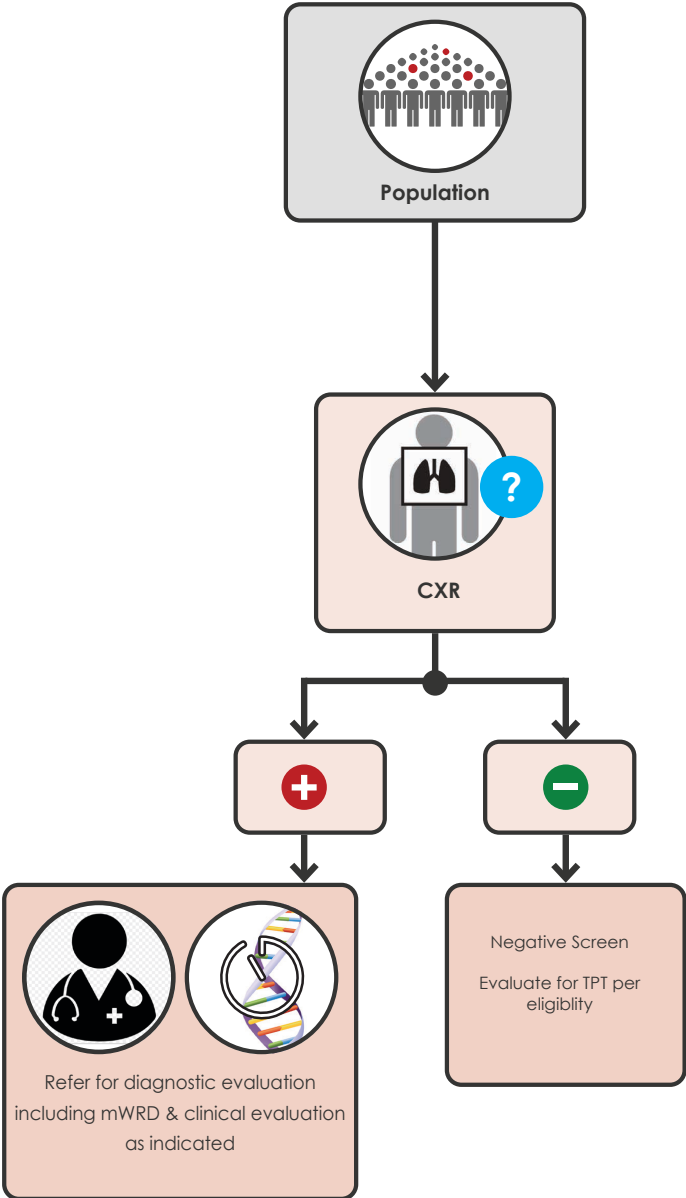 Population
?
CXR
Refer for diagnostic evaluation
including mWRD & clinical evaluation
as indicated
Negative Screen
Evaluate for TPT per
eligiblity